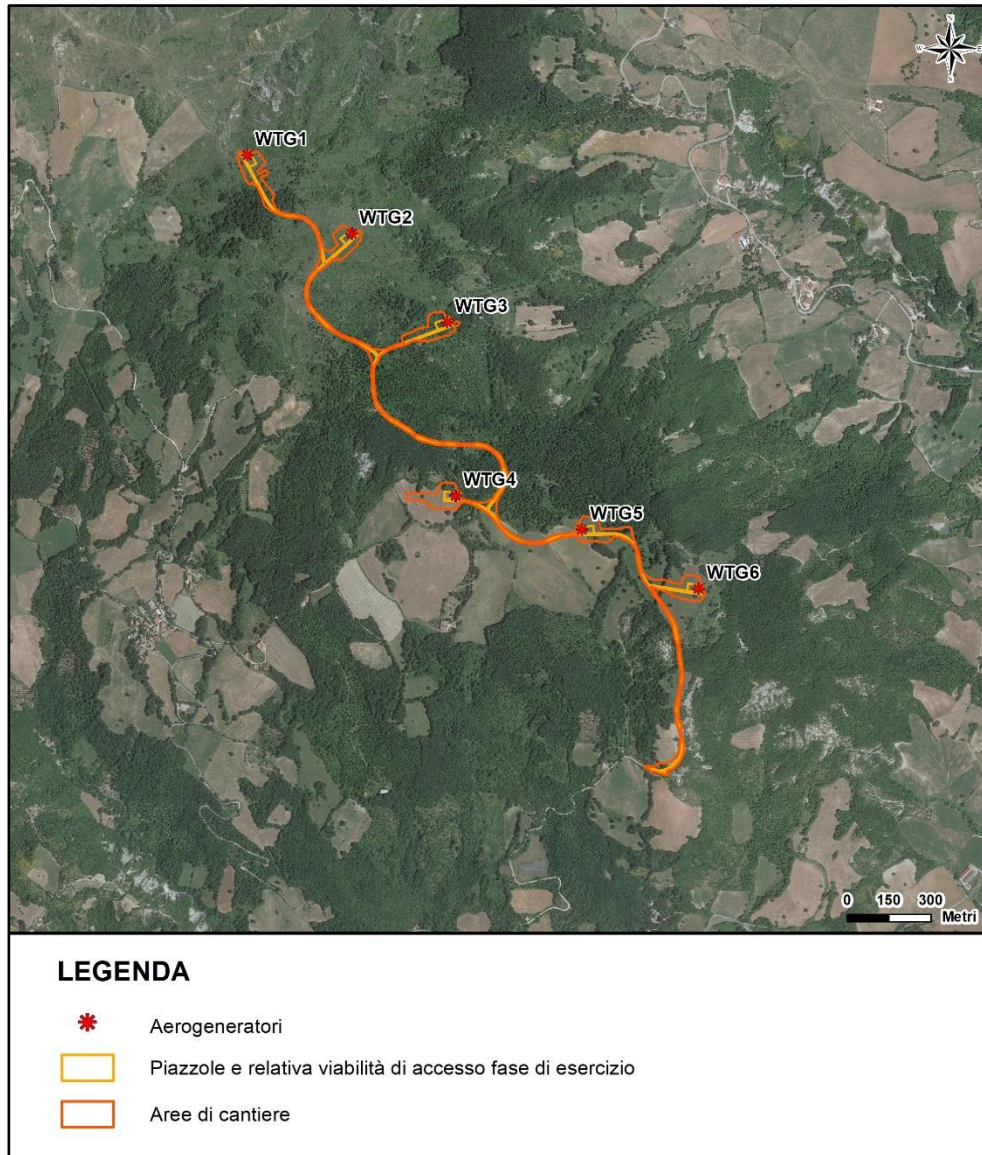 N
W E
S
WTG1
WTG2
WTG3
WTG4
WTG5
WTG6
0 150 300
Metri
LEGENDA
Aerogeneratori
Piazzole e relativa viabilità di accesso fase di esercizio
Aree di cantiere